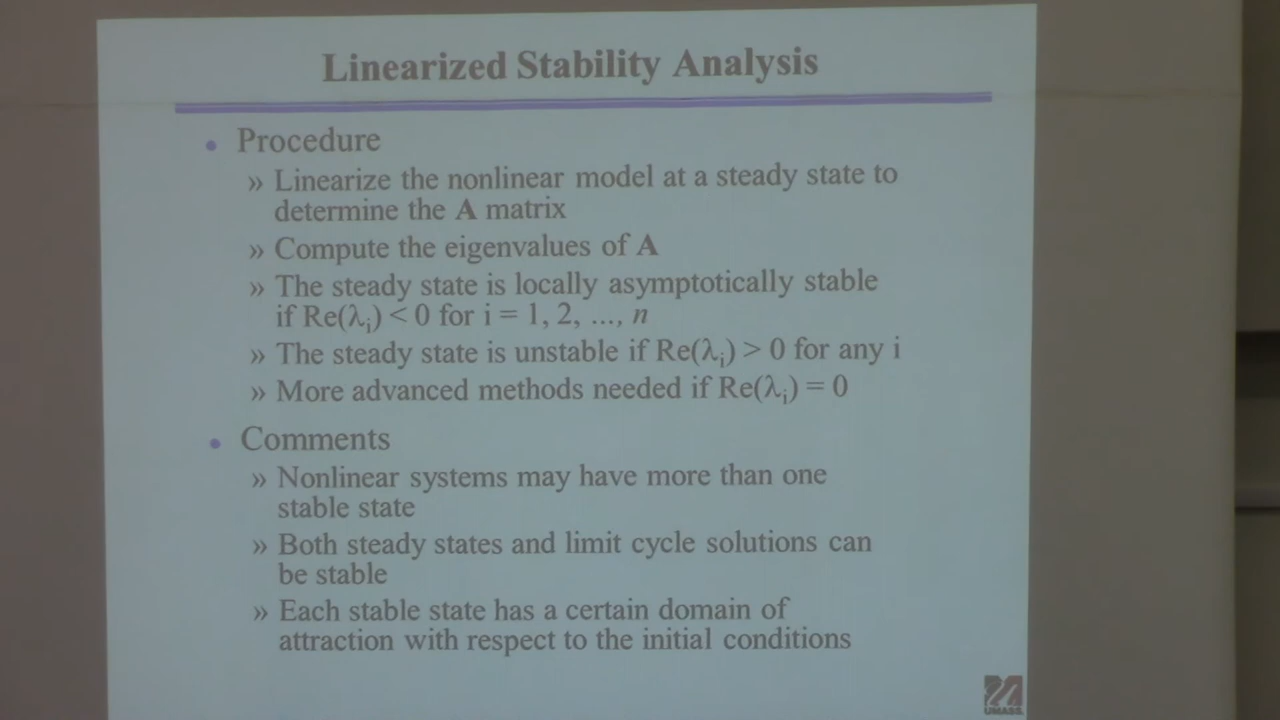 Linearized Stability Analysis
• Procedure
» Linearize the nonlinear model at a steady state to
determine the A matrix
» Compute the eigenvalues of A
» The steady state is locally asymptotically stable
if Re(λᵢ) < 0 for i = 1, 2, ..., n
» The steady state is unstable if Re(λᵢ) > 0 for any i
» More advanced methods needed if Re(λᵢ) = 0
• Comments
» Nonlinear systems may have more than one
stable state
» Both steady states and limit cycle solutions can
be stable
» Each stable state has a certain domain of
attraction with respect to the initial conditions
UMASS